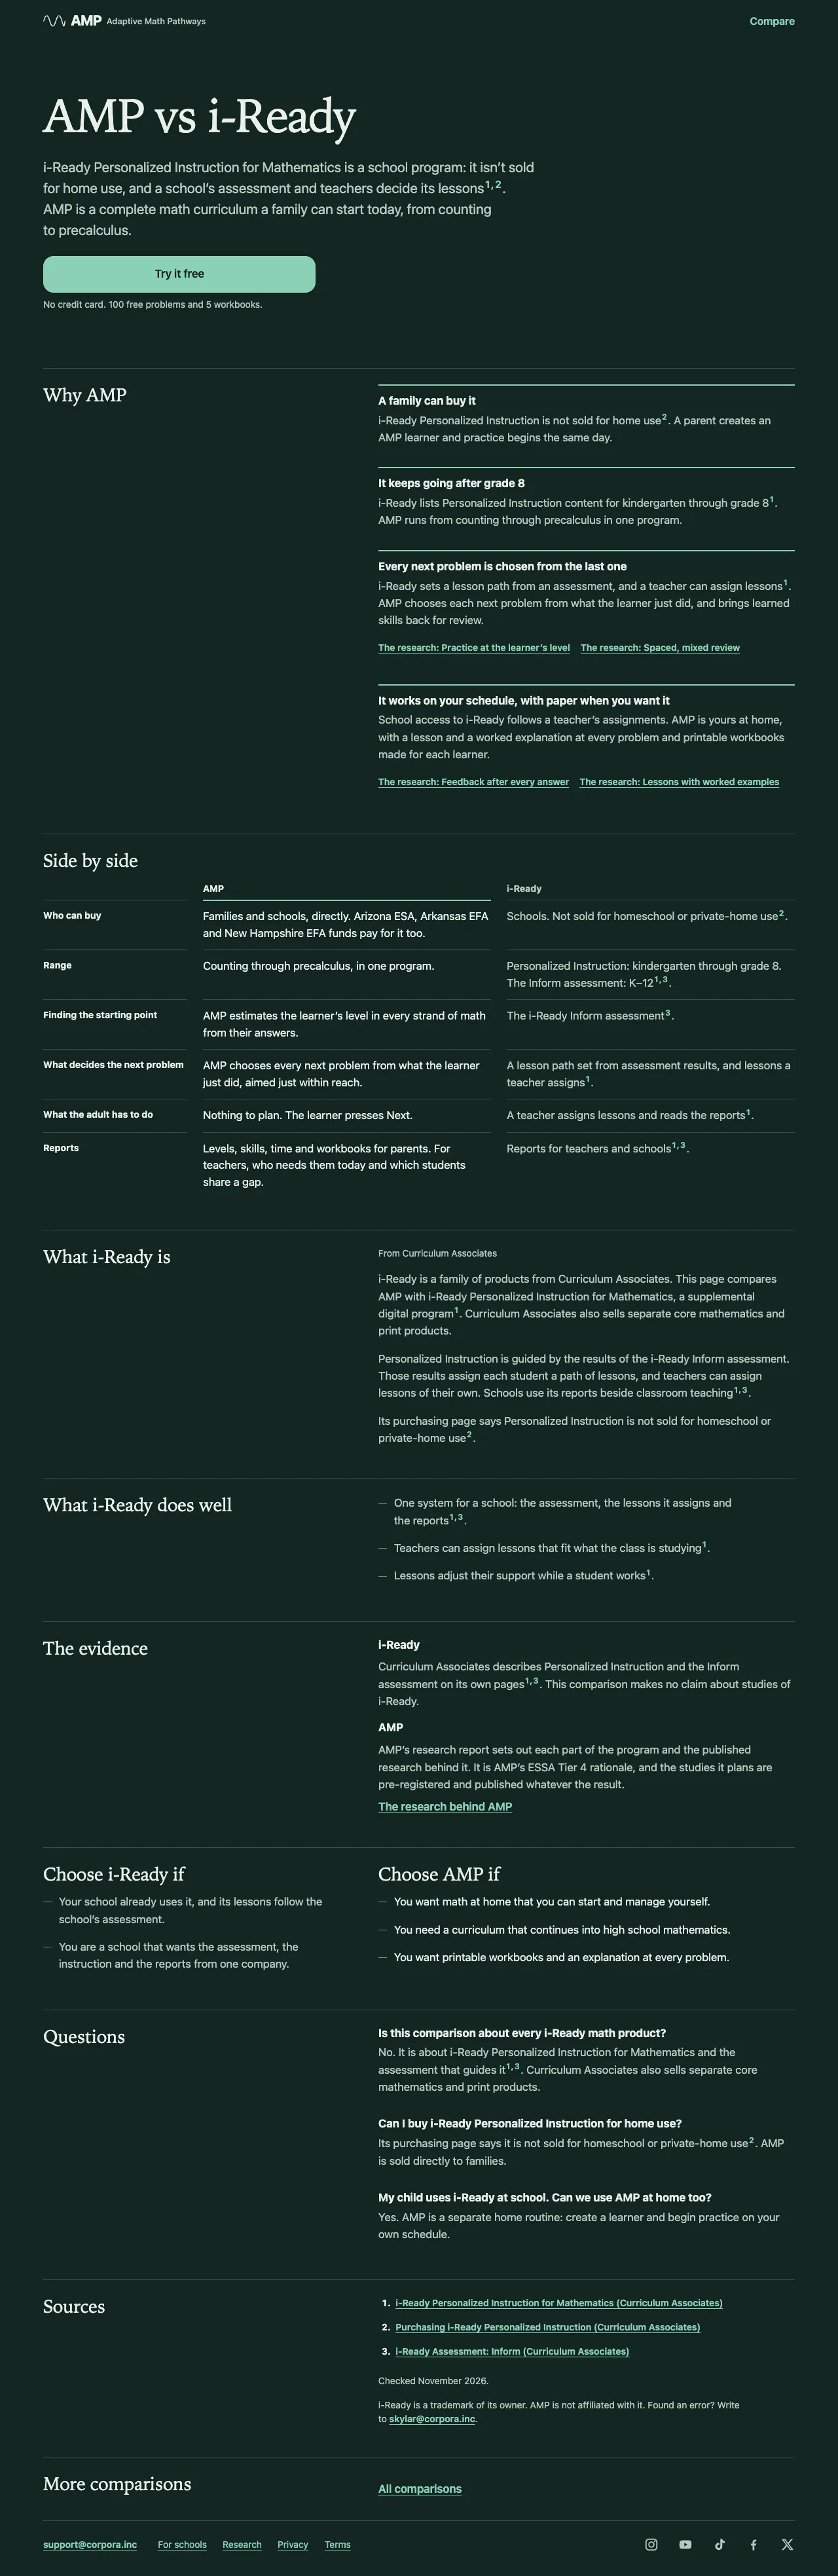 AMP Adaptive Math Pathways
Compare
AMP vs i-Ready
i-Ready Personalized Instruction for Mathematics is a school program: it isn't sold
for home use, and a school's assessment and teachers decide its lessons1,2.
AMP is a complete math curriculum a family can start today, from counting
to precalculus.
Try it free
No credit card. 100 free problems and 5 workbooks.
Why AMP
A family can buy it
i-Ready Personalized Instruction is not sold for home use2. A parent creates an
AMP learner and practice begins the same day.
It keeps going after grade 8
i-Ready lists Personalized Instruction content for kindergarten through grade 81.
AMP runs from counting through precalculus in one program.
Every next problem is chosen from the last one
i-Ready sets a lesson path from an assessment, and a teacher can assign lessons1.
AMP chooses each next problem from what the learner just did, and brings learned
skills back for review.
The research: Practice at the learner's level The research: Spaced, mixed review
It works on your schedule, with paper when you want it
School access to i-Ready follows a teacher's assignments. AMP is yours at home,
with a lesson and a worked explanation at every problem and printable workbooks
made for each learner.
The research: Feedback after every answer The research: Lessons with worked examples
Side by side
AMP
i-Ready
Who can buy
Families and schools, directly. Arizona ESA, Arkansas EFA
and New Hampshire EFA funds pay for it too.
Schools. Not sold for homeschool or private-home use2.
Range
Counting through precalculus, in one program.
Personalized Instruction: kindergarten through grade 8.
The Inform assessment: K–121,3.
Finding the starting point
AMP estimates the learner's level in every strand of math
from their answers.
The i-Ready Inform assessment3.
What decides the next problem
AMP chooses every next problem from what the learner
just did, aimed just within reach.
A lesson path set from assessment results, and lessons a
teacher assigns1.
What the adult has to do
Nothing to plan. The learner presses Next.
A teacher assigns lessons and reads the reports1.
Reports
Levels, skills, time and workbooks for parents. For
teachers, who needs them today and which students
share a gap.
Reports for teachers and schools1,3.
What i-Ready is
From Curriculum Associates
i-Ready is a family of products from Curriculum Associates. This page compares
AMP with i-Ready Personalized Instruction for Mathematics, a supplemental
digital program1. Curriculum Associates also sells separate core mathematics and
print products.
Personalized Instruction is guided by the results of the i-Ready Inform assessment.
Those results assign each student a path of lessons, and teachers can assign
lessons of their own. Schools use its reports beside classroom teaching1,3.
Its purchasing page says Personalized Instruction is not sold for homeschool or
private-home use2.
What i-Ready does well
— One system for a school: the assessment, the lessons it assigns and
the reports1,3.
— Teachers can assign lessons that fit what the class is studying1.
— Lessons adjust their support while a student works1.
The evidence
i-Ready
Curriculum Associates describes Personalized Instruction and the Inform
assessment on its own pages1,3. This comparison makes no claim about studies of
i-Ready.
AMP
AMP's research report sets out each part of the program and the published
research behind it. It is AMP's ESSA Tier 4 rationale, and the studies it plans are
pre-registered and published whatever the result.
The research behind AMP
Choose i-Ready if
— Your school already uses it, and its lessons follow the
school's assessment.
— You are a school that wants the assessment, the
instruction and the reports from one company.
Choose AMP if
— You want math at home that you can start and manage yourself.
— You need a curriculum that continues into high school mathematics.
— You want printable workbooks and an explanation at every problem.
Questions
Is this comparison about every i-Ready math product?
No. It is about i-Ready Personalized Instruction for Mathematics and the
assessment that guides it1,3. Curriculum Associates also sells separate core
mathematics and print products.
Can I buy i-Ready Personalized Instruction for home use?
Its purchasing page says it is not sold for homeschool or private-home use2. AMP
is sold directly to families.
My child uses i-Ready at school. Can we use AMP at home too?
Yes. AMP is a separate home routine: create a learner and begin practice on your
own schedule.
Sources
1. i-Ready Personalized Instruction for Mathematics (Curriculum Associates)
2. Purchasing i-Ready Personalized Instruction (Curriculum Associates)
3. i-Ready Assessment: Inform (Curriculum Associates)
Checked November 2026.
i-Ready is a trademark of its owner. AMP is not affiliated with it. Found an error? Write
to skylar@corpora.inc.
More comparisons
All comparisons
support@corpora.inc For schools Research Privacy Terms